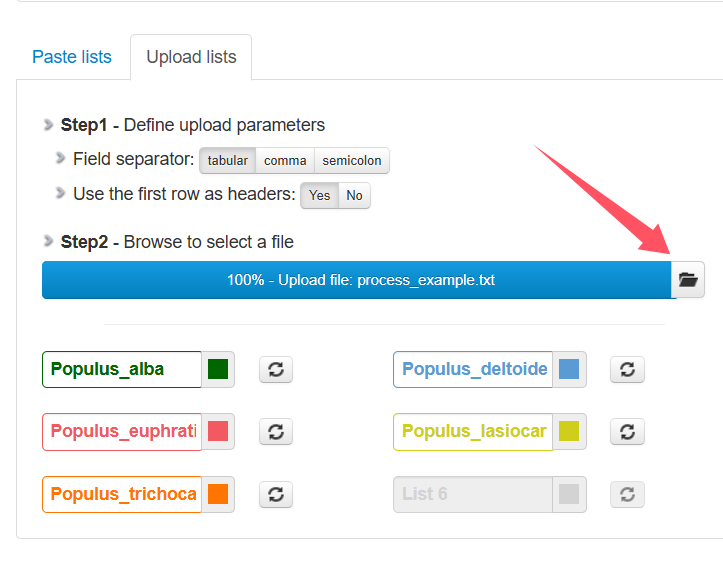 Paste lists Upload lists
Step1 - Define upload parameters
Field separator: tabular comma semicolon
Use the first row as headers: Yes No
Step2 - Browse to select a file
100% - Upload file: process_example.txt
Populus_alba Populus_deltoide
Populus_euphrati Populus_lasiocar
Populus_trichoca List 6